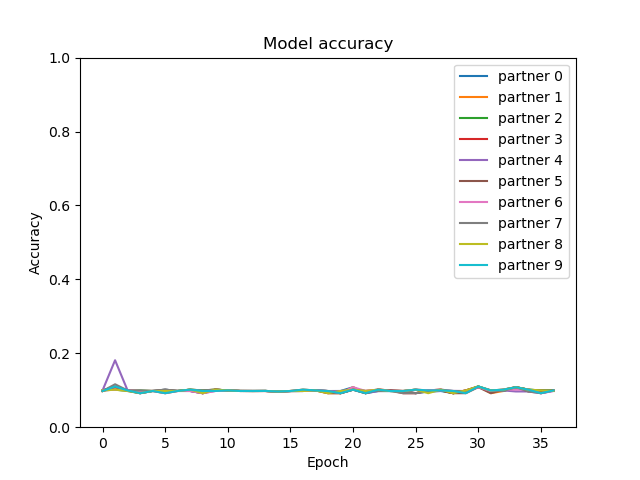 Model accuracy
1.0
0.8
0.6
0.4
0.2
0.0
Accuracy
0 5 10 15 20 25 30 35
Epoch
partner 0
partner 1
partner 2
partner 3
partner 4
partner 5
partner 6
partner 7
partner 8
partner 9